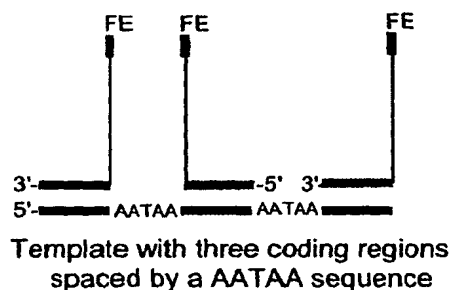 FE FE FE
3'- -5' 3'-
5'- AATAA AATAA
Template with three coding regions
spaced by a AATAA sequence